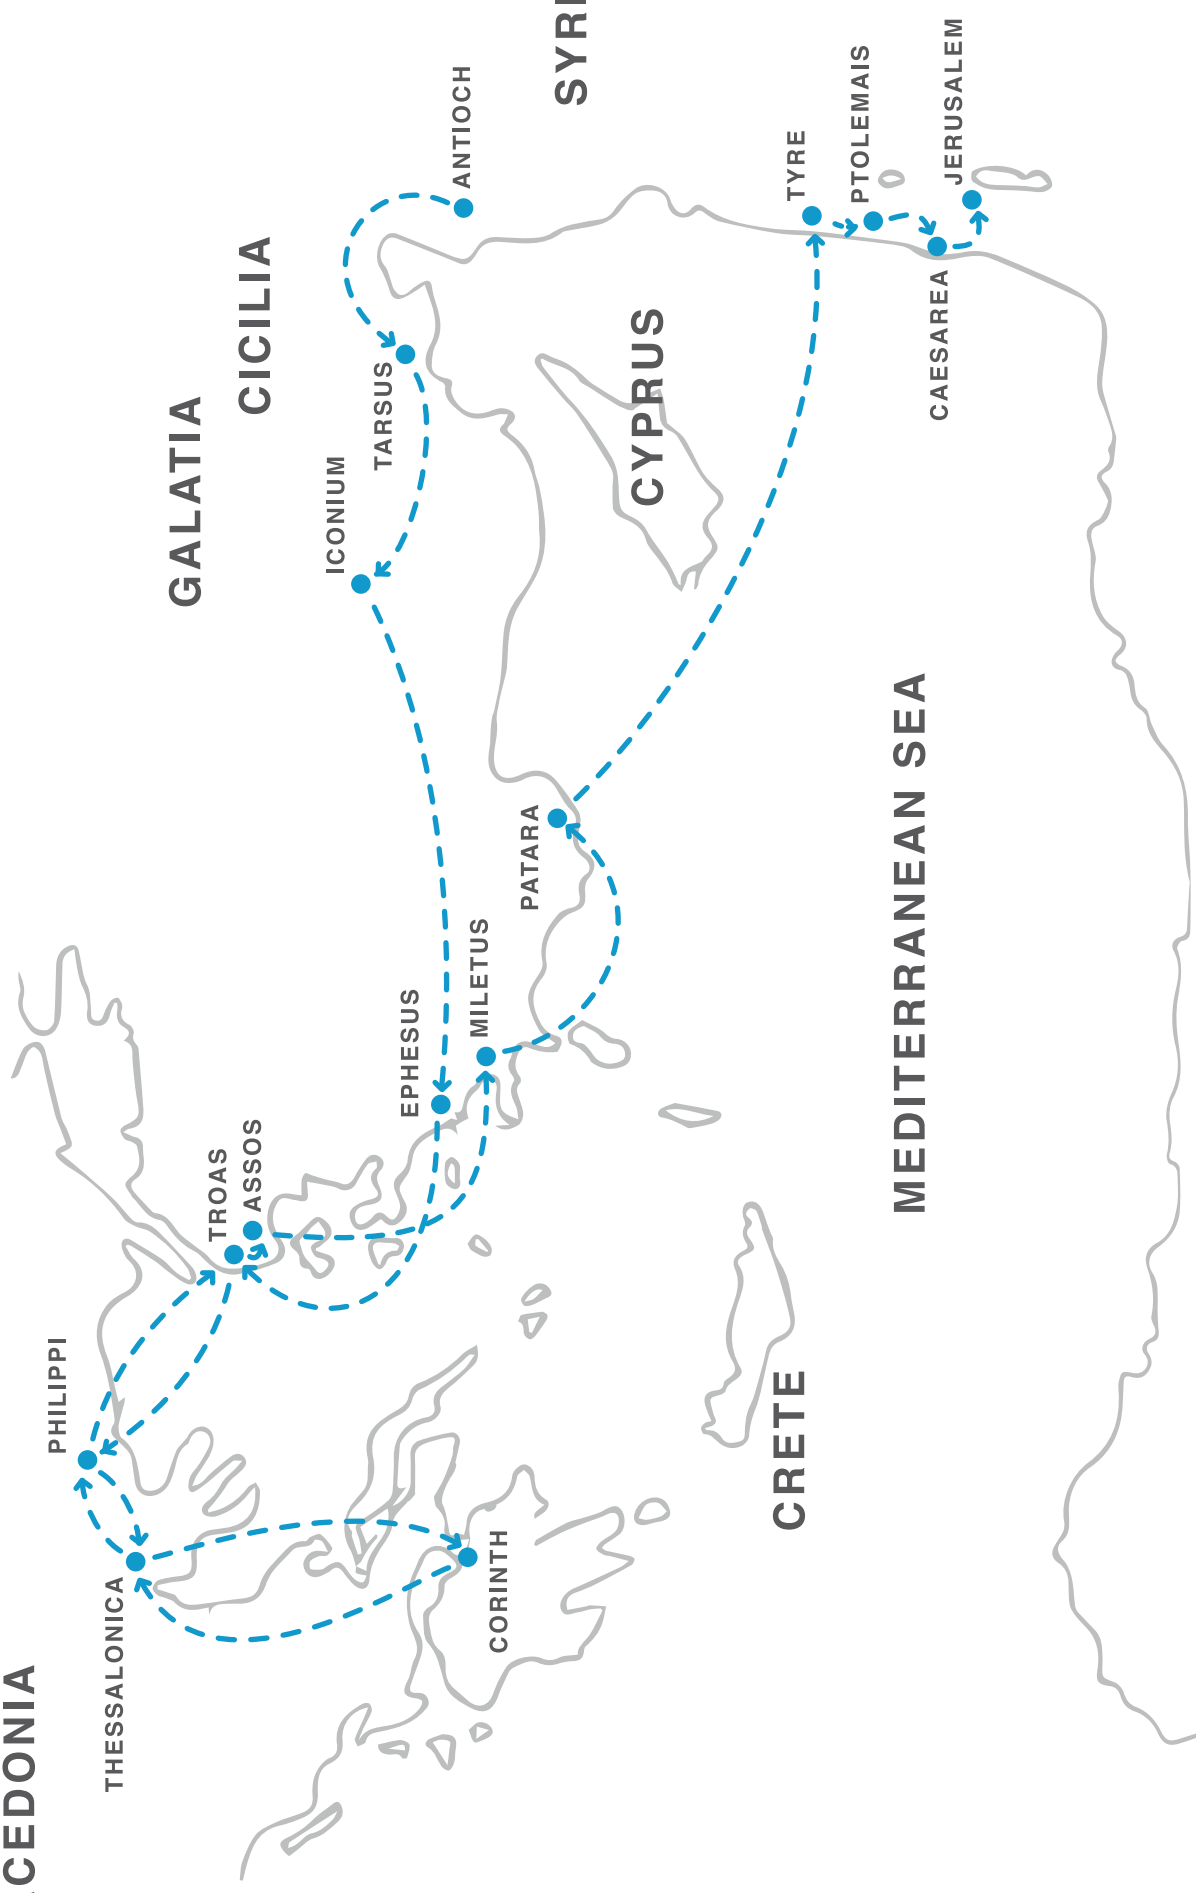 CEDONIA
PHILIPPI
THESSALONICA
TROAS
ASSOS
GALATIA
CICILIA
ICONIUM
TARSUS
ANTIOCH
SYRI
EPHESUS
MILETUS
PATARA
CORINTH
CYPRUS
CRETE
MEDITERRANEAN SEA
TYRE
PTOLEMAIS
CAESAREA
JERUSALEM